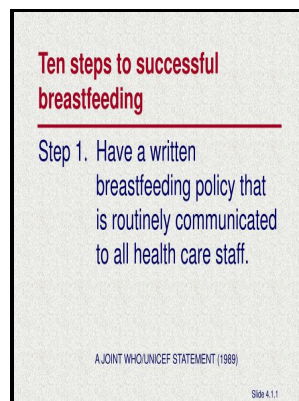 Ten steps to successful
breastfeeding
Step 1. Have a written
breastfeeding policy that
is routinely communicated
to all health care staff.
A JOINT WHO/UNICEF STATEMENT (1989)
Slide 4.1.1